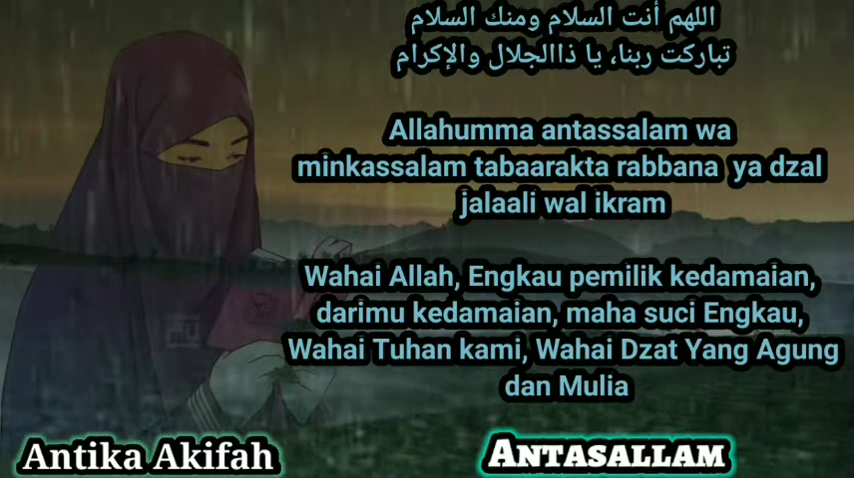 اللهم أنت السلام ومنك السلام
تباركت ربنا، يا ذاالجلال والإكرام
Allahumma antassalam wa
minkassalam tabaarakta rabbana ya dzal
jalaali wal ikram
Wahai Allah, Engkau pemilik kedamaian,
darimu kedamaian, maha suci Engkau,
Wahai Tuhan kami, Wahai Dzat Yang Agung
dan Mulia
Antika Akifah
ANTASALLAM